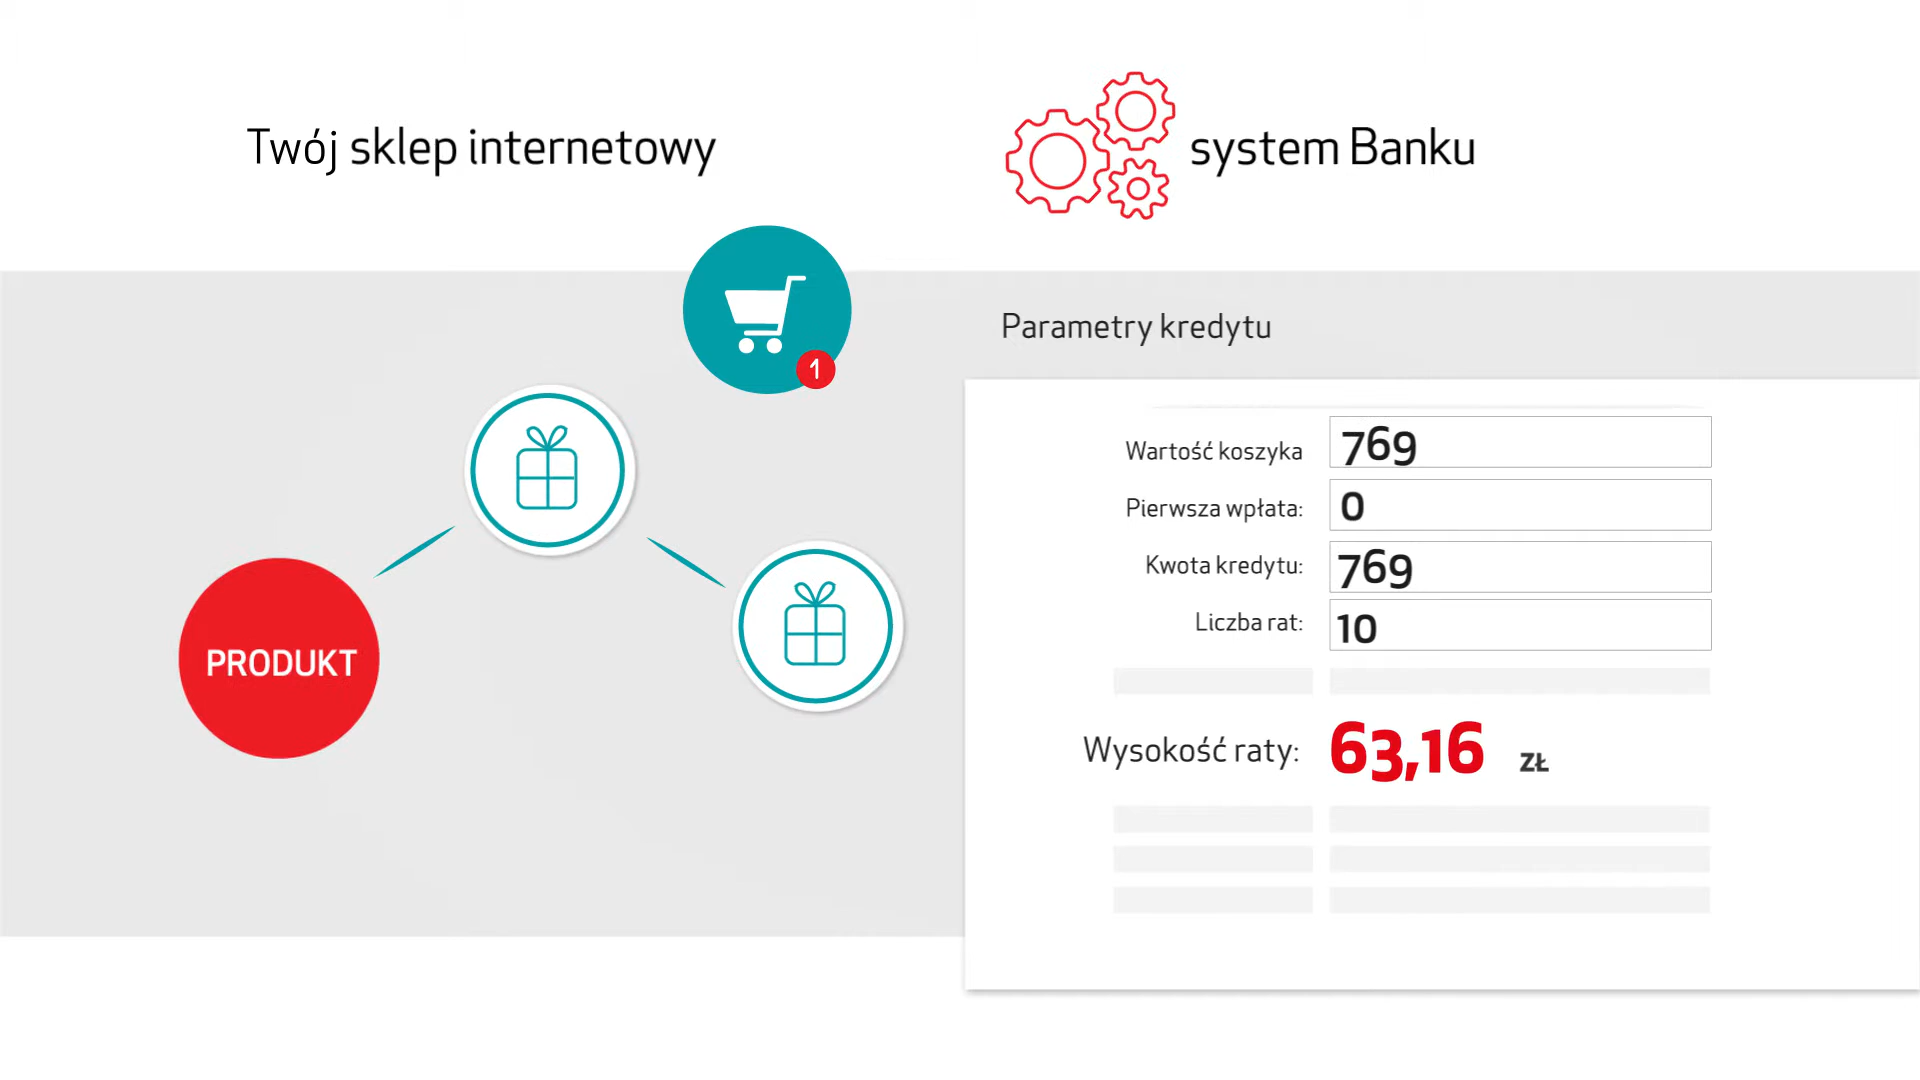 Twój sklep internetowy
system Banku
1
PRODUKT
Parametry kredytu
Wartość koszyka 769
Pierwsza wpłata: 0
Kwota kredytu: 769
Liczba rat: 10
Wysokość raty: 63,16 ZŁ